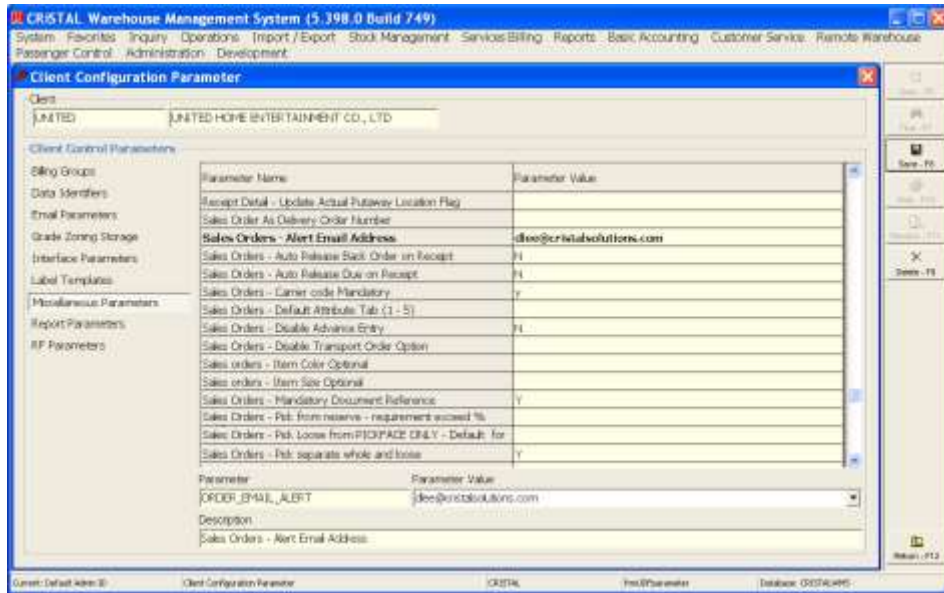 CRISTAL Warehouse Management System (5.398.0 Build 749)
System Favorites Inquiry Operations Import / Export Stock Management Services Billing Reports Basic Accounting Customer Service Remote Warehouse
Passenger Control Administration Development
Client Configuration Parameter
Client
UNITED UNITED HOME ENTERTAINMENT CO., LTD
Client Control Parameters
Billing Groups
Data Identifiers
Email Parameters
Grade Zoning Storage
Interface Parameters
Label Templates
Miscellaneous Parameters
Report Parameters
RF Parameters
Parameter Name Parameter Value
Receipt Detail - Update Actual Putaway Location Flag
Sales Order As Delivery Order Number
Sales Orders - Alert Email Address dlee@cristalsolutions.com
Sales Orders - Auto Release Back Order on Receipt N
Sales Orders - Auto Release Due on Receipt N
Sales Orders - Carrier code Mandatory y
Sales Orders - Default Attribute Tab (1 - 5)
Sales Orders - Disable Advance Entry N
Sales Orders - Disable Transport Order Option
Sales orders - Item Color Optional
Sales orders - Item Size Optional
Sales Orders - Mandatory Document Reference Y
Sales Orders - Pick from reserve - requirement exceed %
Sales Orders - Pick Loose from PICKFACE ONLY - Default for
Sales Orders - Pick separate whole and loose Y
Parameter Parameter Value
ORDER_EMAIL_ALERT dlee@cristalsolutions.com
Description
Sales Orders - Alert Email Address
Save - F6
Delete - F9
Return - F12
Current: Default Admin ID Client Configuration Parameter CRISTAL Database: CRISTALWMS